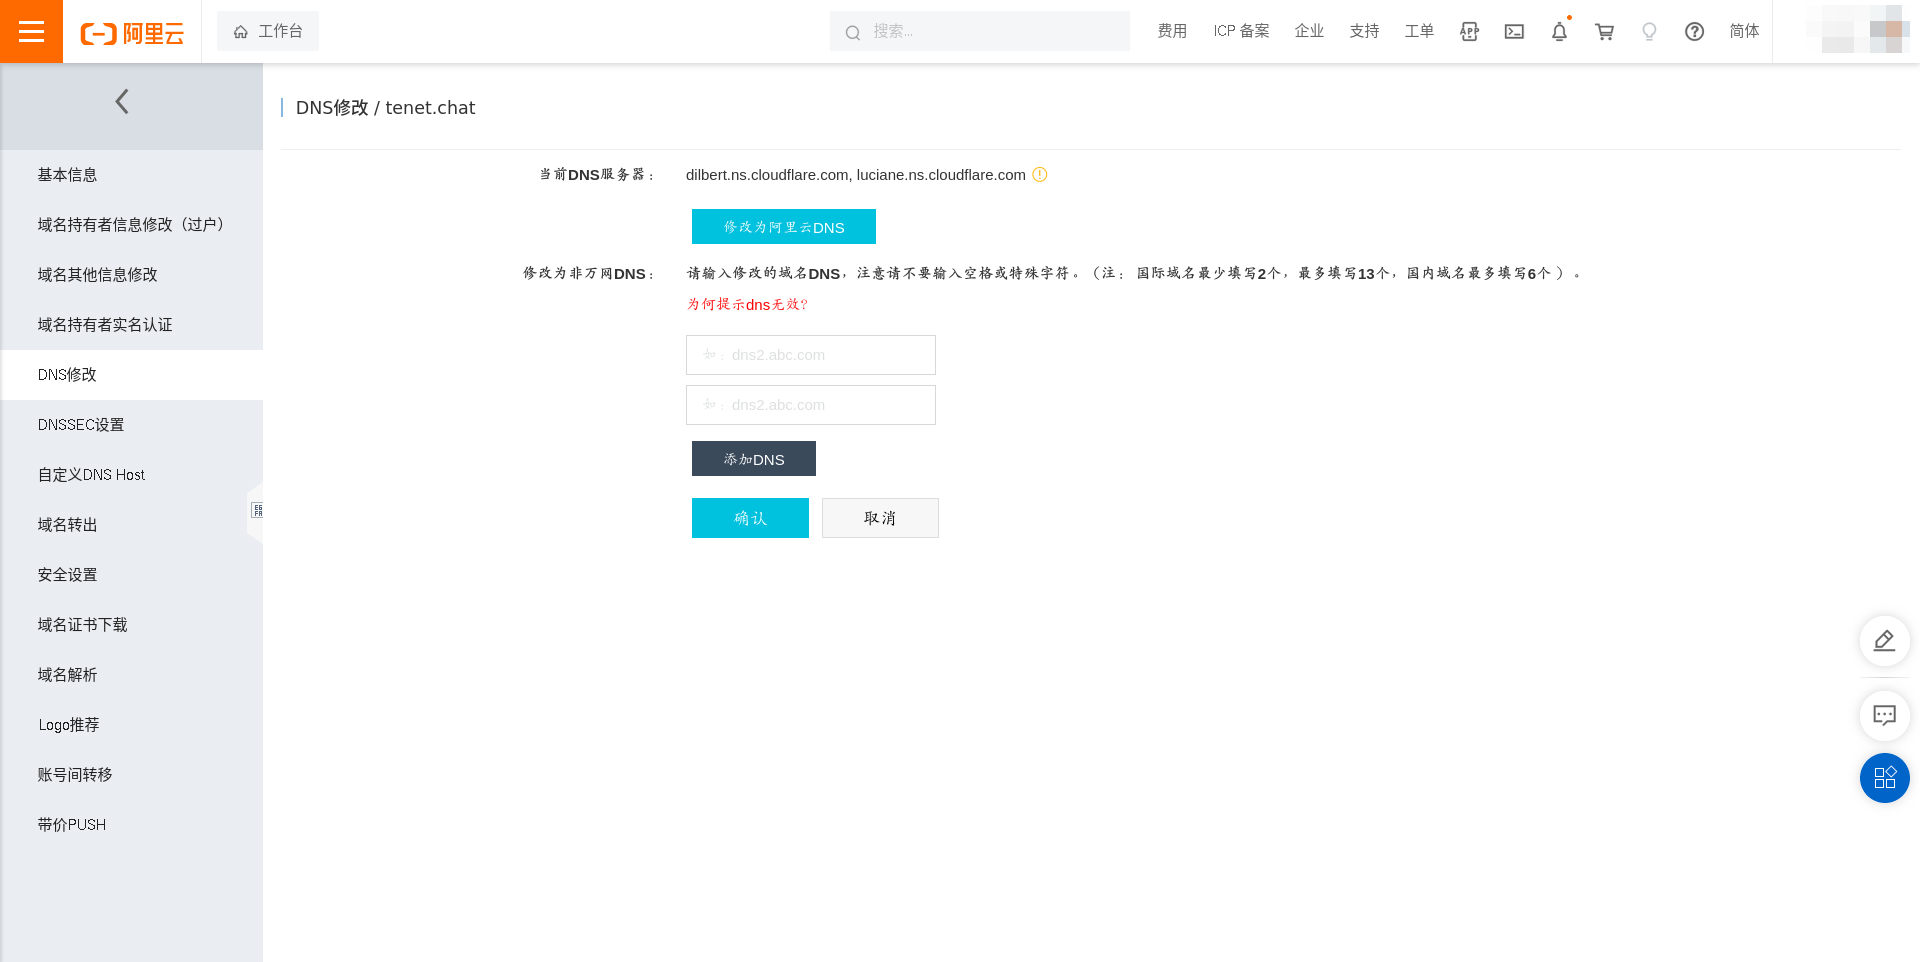 阿里云
工作台
搜索...
费用
ICP 备案
企业
支持
工单
APP
简体
DNS修改 / tenet.chat
基本信息
域名持有者信息修改（过户）
域名其他信息修改
域名持有者实名认证
DNS修改
DNSSEC设置
自定义DNS Host
域名转出
安全设置
域名证书下载
域名解析
Logo推荐
账号间转移
带价PUSH
当前DNS服务器： dilbert.ns.cloudflare.com, luciane.ns.cloudflare.com
修改为阿里云DNS
修改为非万网DNS： 请输入修改的域名DNS，注意请不要输入空格或特殊字符。（注： 国际域名最少填写2个，最多填写13个，国内域名最多填写6个 ） 。
为何提示dns无效?
如：dns2.abc.com
如：dns2.abc.com
添加DNS
确认
取消